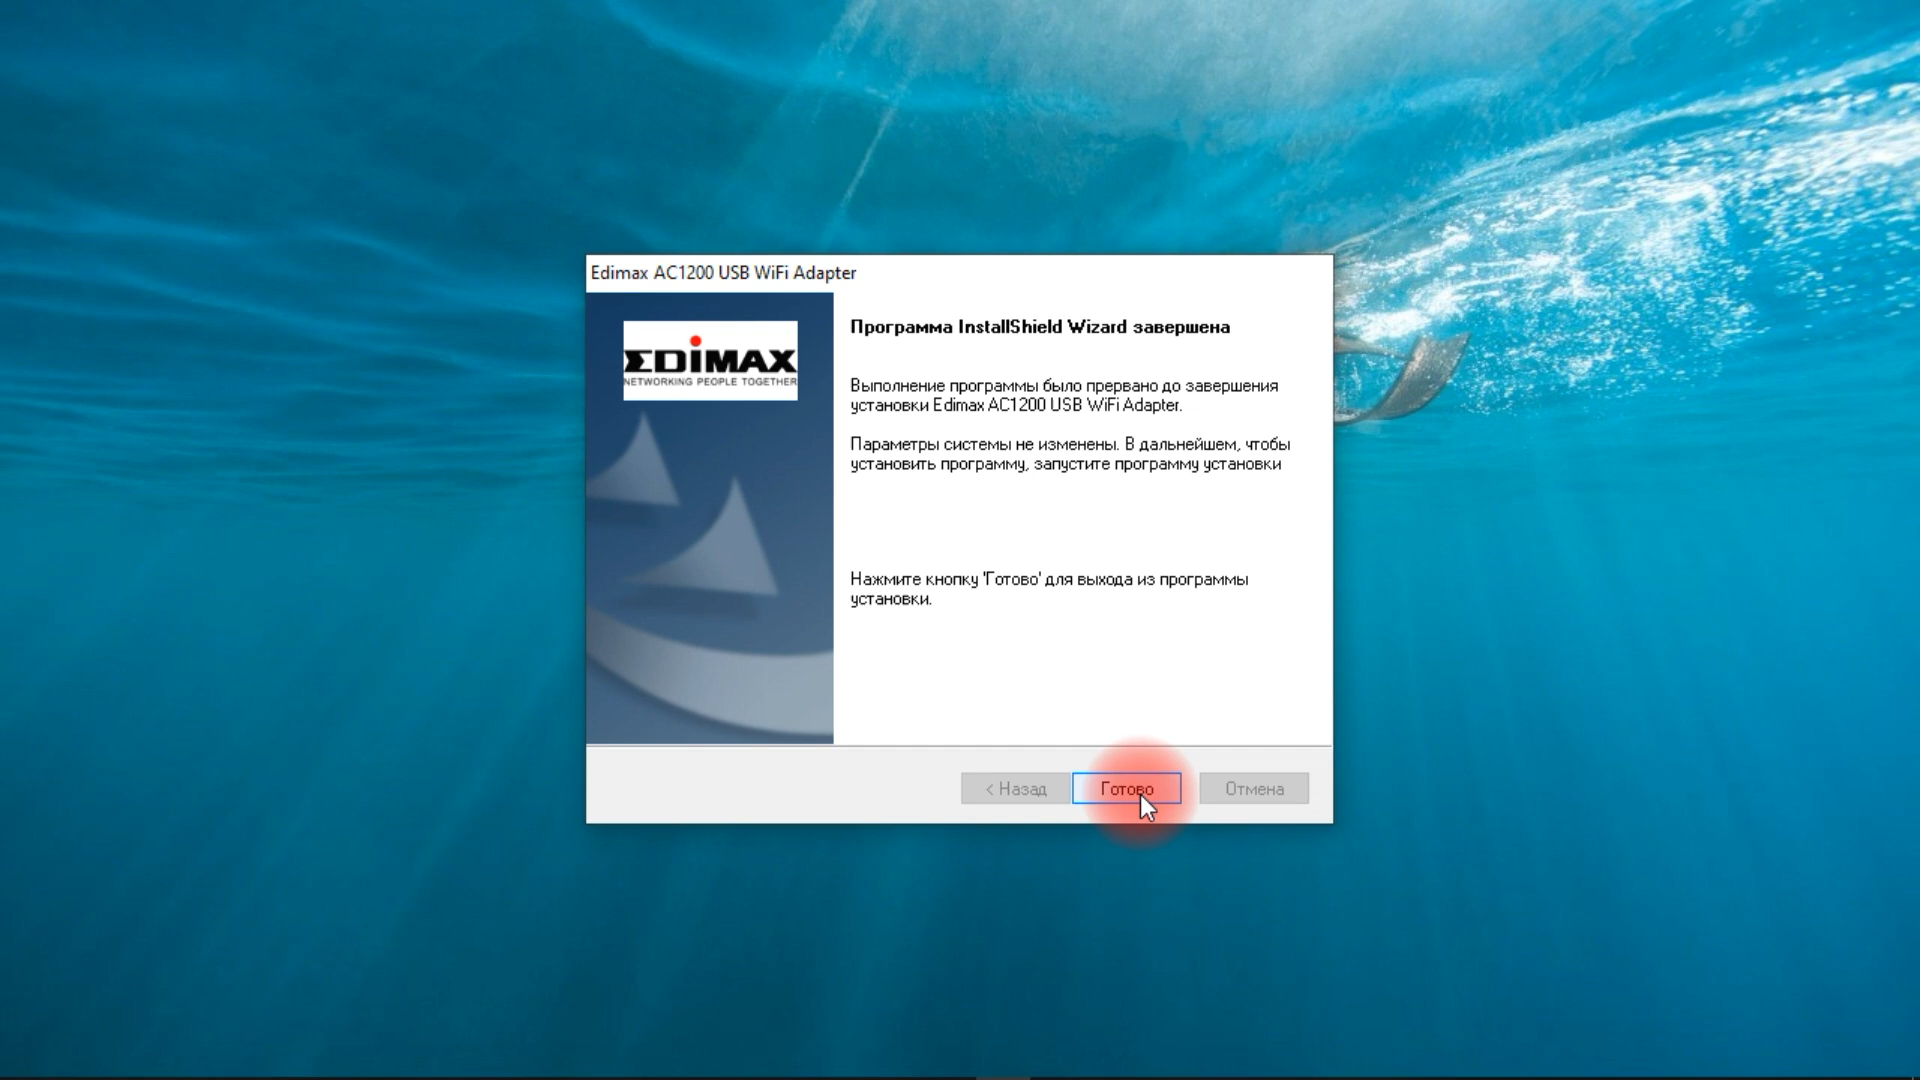 Edimax AC1200 USB WiFi Adapter
EDIMAX
NETWORKING PEOPLE TOGETHER
Программа InstallShield Wizard завершена
Выполнение программы было прервано до завершения
установки Edimax AC1200 USB WiFi Adapter.
Параметры системы не изменены. В дальнейшем, чтобы
установить программу, запустите программу установки
Нажмите кнопку 'Готово' для выхода из программы
установки.
< Назад
Готово
Отмена